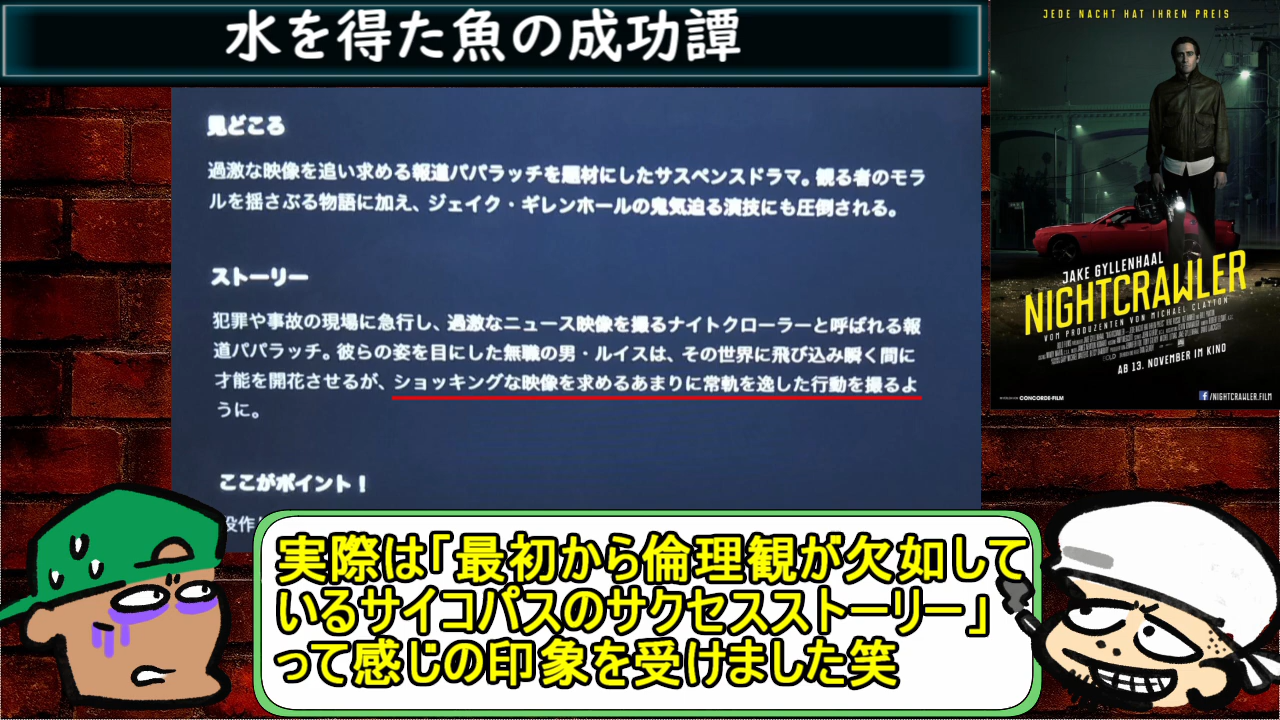 水を得た魚の成功譚
見どころ
過激な映像を追い求める報道パパラッチを題材にしたサスペンスドラマ。観る者のモラ
ルを揺さぶる物語に加え、ジェイク・ギレンホールの鬼気迫る演技にも圧倒される。
ストーリー
犯罪や事故の現場に急行し、過激なニュース映像を撮るナイトクローラーと呼ばれる報
道パパラッチ。彼らの姿を目にした無職の男・ルイスは、その世界に飛び込み瞬く間に
才能を開花させるが、ショッキングな映像を求めるあまりに常軌を逸した行動を撮るよ
うに。
ここがポイント！
役作
実際は「最初から倫理観が欠如して
いるサイコパスのサクセスストーリー」
って感じの印象を受けました笑
JEDE NACHT HAT IHREN PREIS
JAKE GYLLENHAAL
NIGHTCRAWLER
VOM PRODUZENTEN VON MICHAEL CLAYTON
AB 13. NOVEMBER IM KINO
CONCORDE-FILM
f /NIGHTCRAWLER.FILM